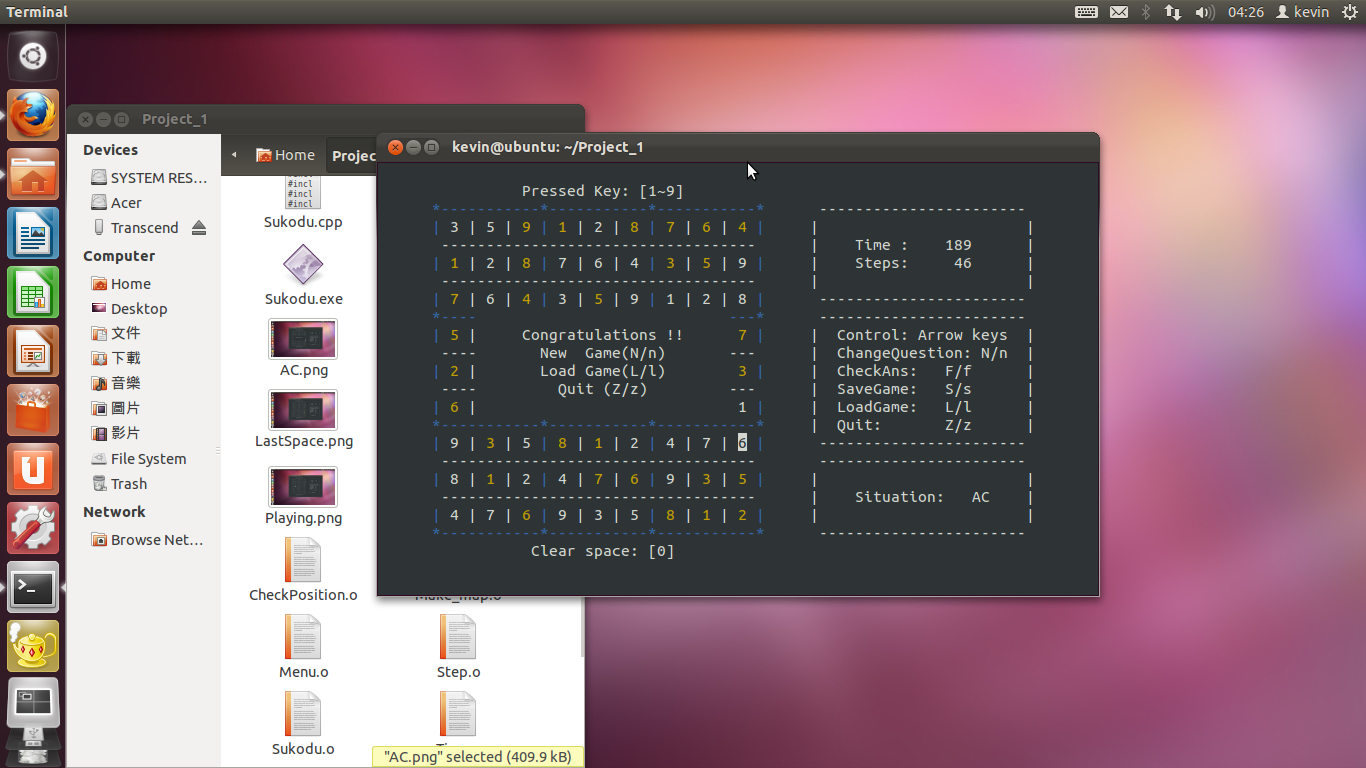 Terminal
04:26 kevin
Project_1
Devices
SYSTEM RES...
Acer
Transcend
Computer
Home
Desktop
文件
下載
音樂
圖片
影片
File System
Trash
Network
Browse Net...
Home Projec
#incl
#incl
#incl
Sukodu.cpp
Sukodu.exe
AC.png
LastSpace.png
Playing.png
CheckPosition.o
Make_map.o
Menu.o
Step.o
Sukodu.o
"AC.png" selected (409.9 kB)
kevin@ubuntu: ~/Project_1
Pressed Key: [1~9]
*-----------*-----------*-----------*
| 3 | 5 | 9 | 1 | 2 | 8 | 7 | 6 | 4 |
-----------------------------------
| 1 | 2 | 8 | 7 | 6 | 4 | 3 | 5 | 9 |
-----------------------------------
| 7 | 6 | 4 | 3 | 5 | 9 | 1 | 2 | 8 |
*---- ---*
| 5 | Congratulations !! 7 |
---- New Game(N/n) ---
| 2 | Load Game(L/l) 3 |
---- Quit (Z/z) ---
| 6 | 1 |
*-----------*-----------*-----------*
| 9 | 3 | 5 | 8 | 1 | 2 | 4 | 7 | 6 |
-----------------------------------
| 8 | 1 | 2 | 4 | 7 | 6 | 9 | 3 | 5 |
-----------------------------------
| 4 | 7 | 6 | 9 | 3 | 5 | 8 | 1 | 2 |
*-----------*-----------*-----------*
Clear space: [0]
-----------------------
| |
| Time : 189 |
| Steps: 46 |
| |
-----------------------
-----------------------
| Control: Arrow keys |
| ChangeQuestion: N/n |
| CheckAns: F/f |
| SaveGame: S/s |
| LoadGame: L/l |
| Quit: Z/z |
-----------------------
-----------------------
| |
| Situation: AC |
| |
-----------------------